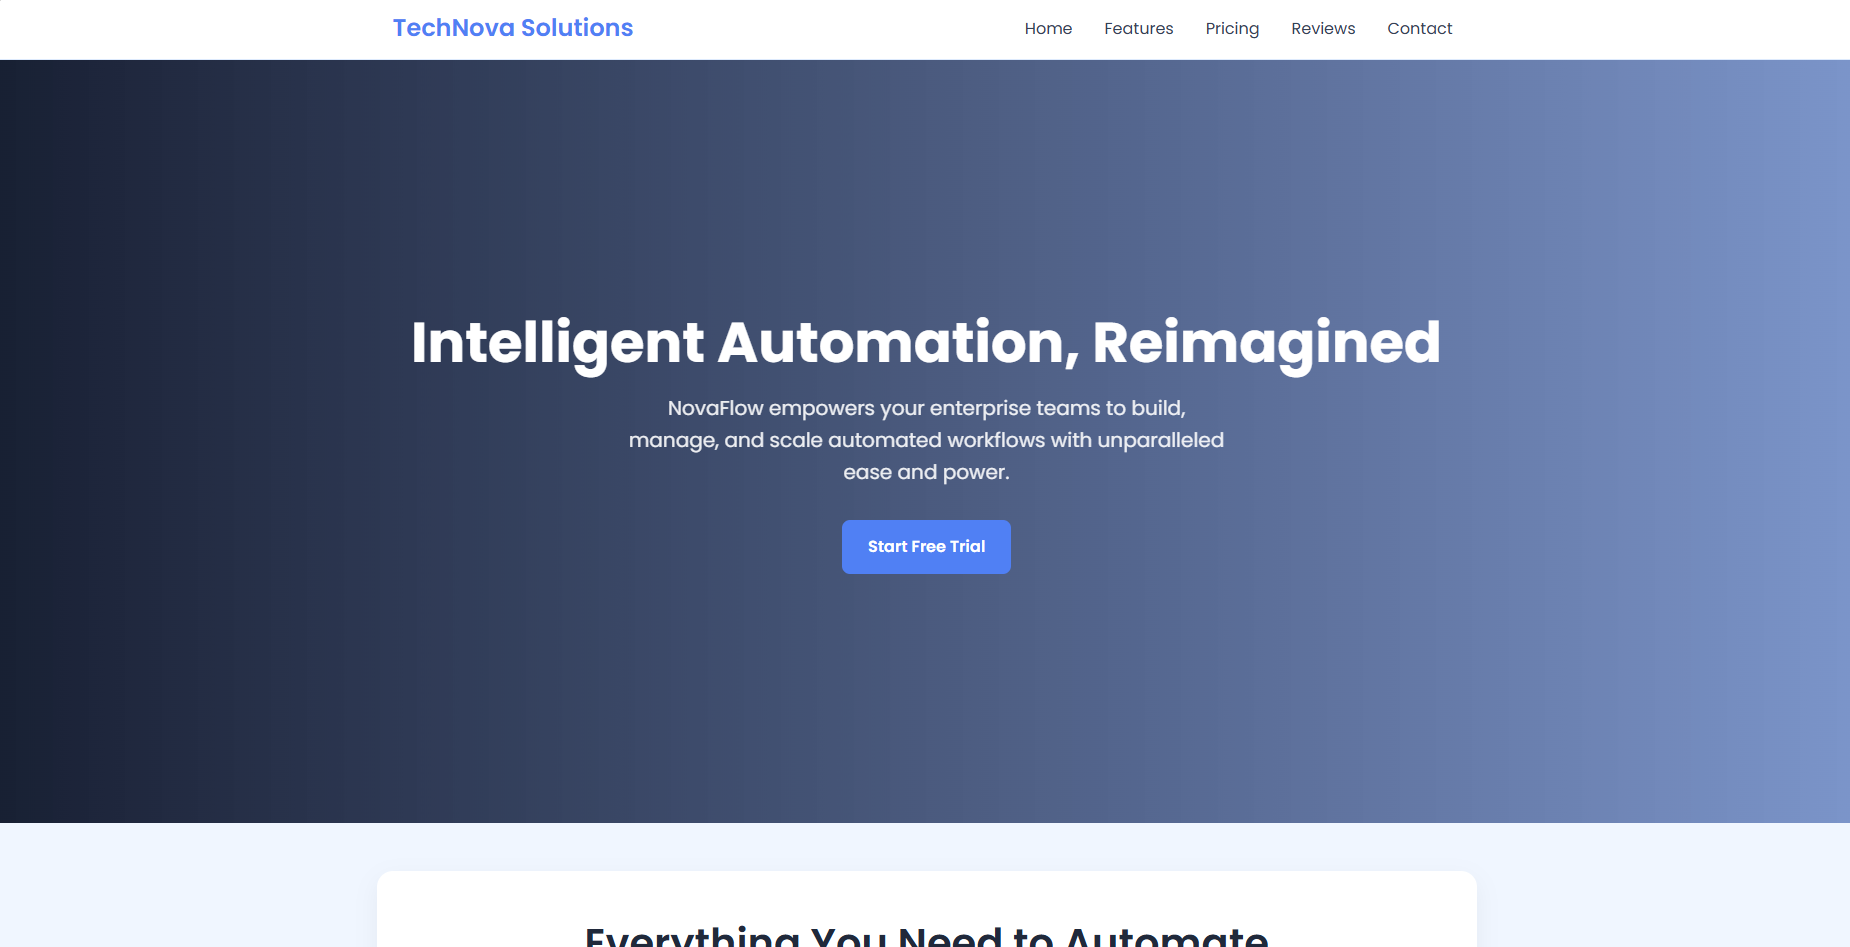 TechNova Solutions
Home Features Pricing Reviews Contact
Intelligent Automation, Reimagined
NovaFlow empowers your enterprise teams to build,
manage, and scale automated workflows with unparalleled
ease and power.
Start Free Trial
Everything You Need to Automate